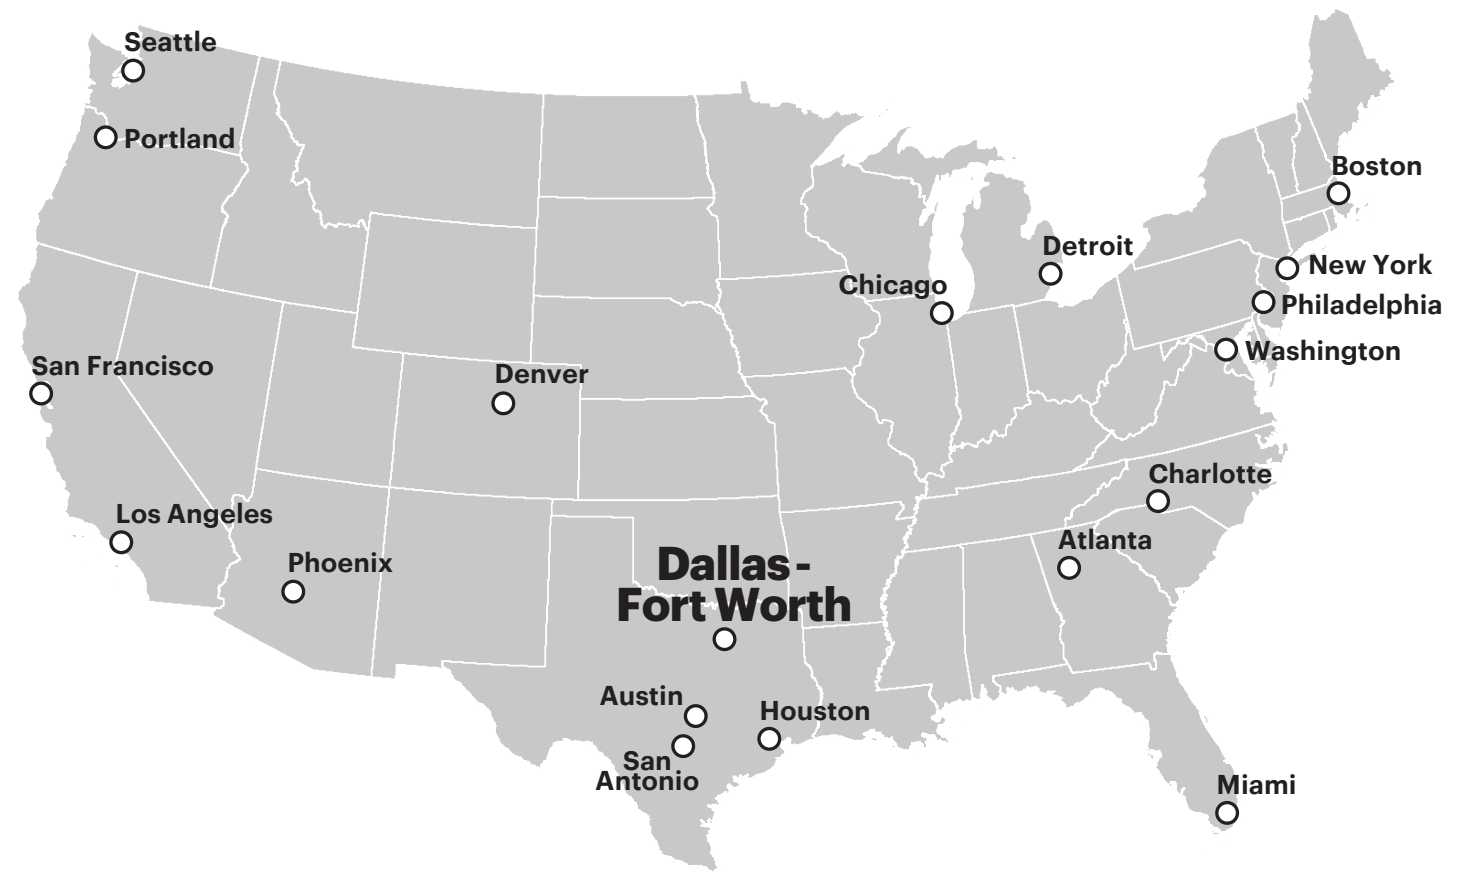 Seattle
Portland
Boston
Detroit
New York
Chicago
Philadelphia
Washington
San Francisco
Denver
Charlotte
Los Angeles
Atlanta
Phoenix
Dallas-
Fort Worth
Austin
Houston
San
Antonio
Miami